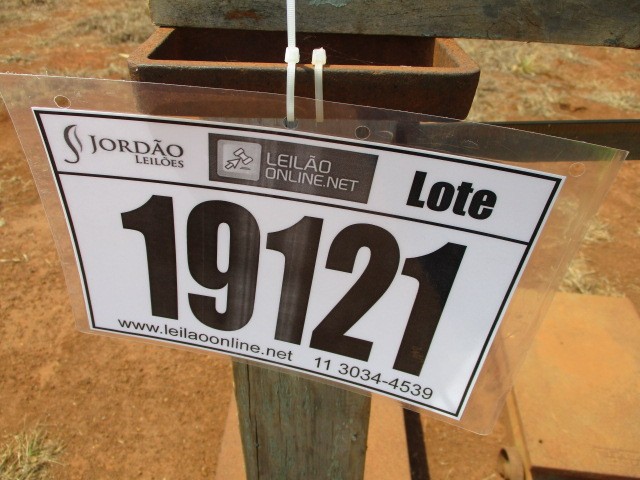 JORDÃO
LEILÕES
LEILÃO
ONLINE.NET
Lote
19121
www.leilaoonline.net 11 3034-4539